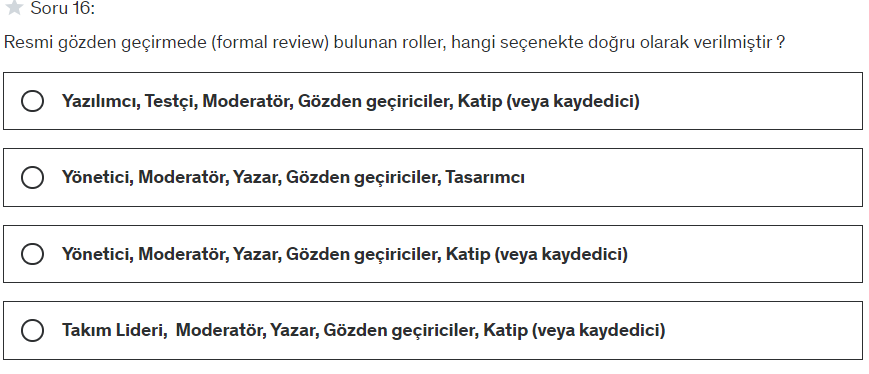 Soru 16:
Resmi gözden geçirmede (formal review) bulunan roller, hangi seçenekte doğru olarak verilmiştir ?
Yazılımcı, Testçi, Moderatör, Gözden geçiriciler, Katip (veya kaydedici)
Yönetici, Moderatör, Yazar, Gözden geçiriciler, Tasarımcı
Yönetici, Moderatör, Yazar, Gözden geçiriciler, Katip (veya kaydedici)
Takım Lideri,  Moderatör, Yazar, Gözden geçiriciler, Katip (veya kaydedici)